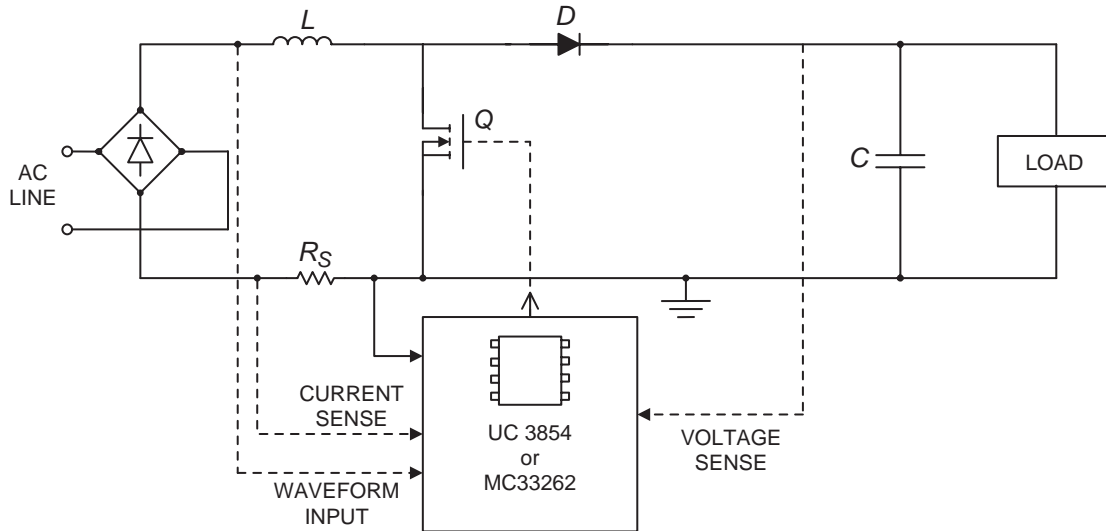 L
D
Q
AC
LINE
C
LOAD
RS
CURRENT
SENSE
UC 3854
or
MC33262
VOLTAGE
SENSE
WAVEFORM
INPUT